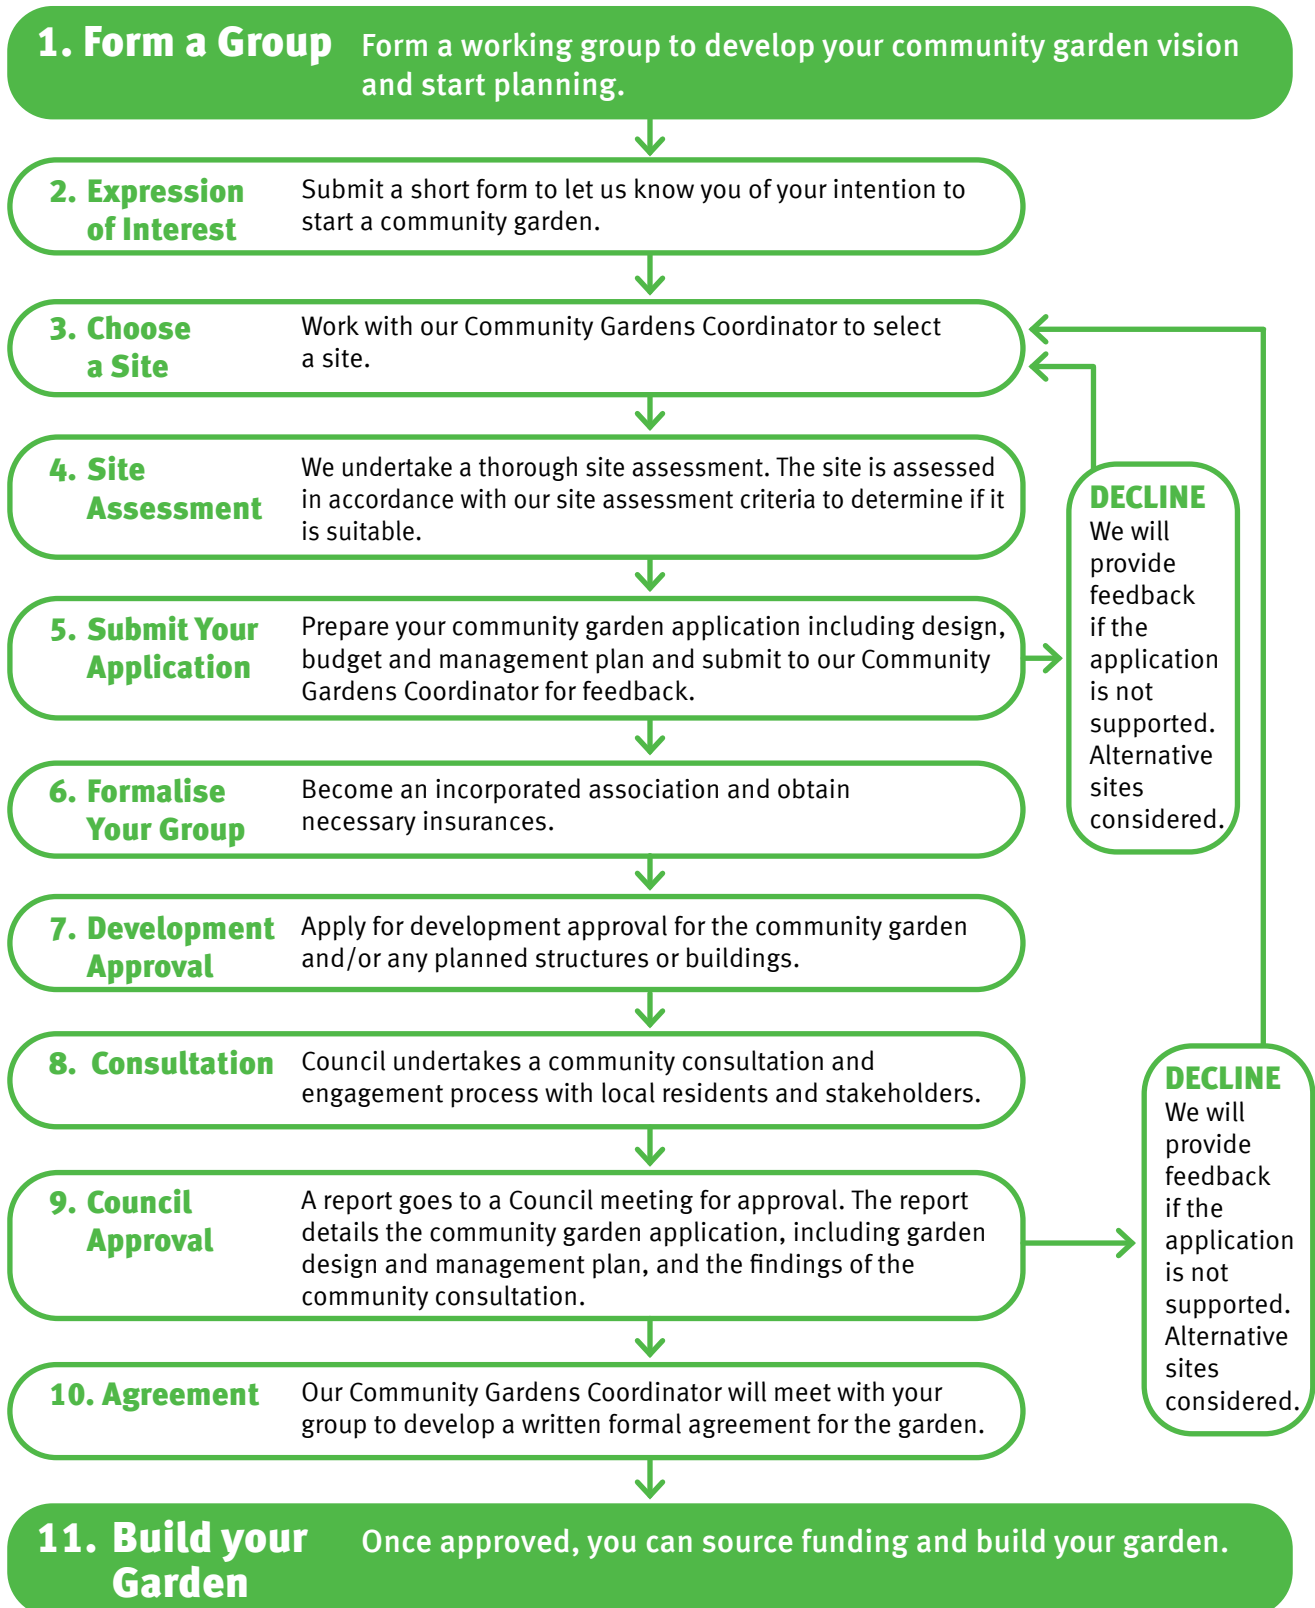 1. Form a Group
Form a working group to develop your community garden vision
and start planning.
2. Expression
of Interest
Submit a short form to let us know you of your intention to
start a community garden.
3. Choose
a Site
Work with our Community Gardens Coordinator to select
a site.
4. Site
Assessment
We undertake a thorough site assessment. The site is assessed
in accordance with our site assessment criteria to determine if it
is suitable.
5. Submit Your
Application
Prepare your community garden application including design,
budget and management plan and submit to our Community
Gardens Coordinator for feedback.
DECLINE
We will
provide
feedback
if the
application
is not
supported.
Alternative
sites
considered.
6. Formalise
Your Group
Become an incorporated association and obtain
necessary insurances.
7. Development
Approval
Apply for development approval for the community garden
and/or any planned structures or buildings.
8. Consultation
Council undertakes a community consultation and
engagement process with local residents and stakeholders.
9. Council
Approval
A report goes to a Council meeting for approval. The report
details the community garden application, including garden
design and management plan, and the findings of the
community consultation.
DECLINE
We will
provide
feedback
if the
application
is not
supported.
Alternative
sites
considered.
10. Agreement
Our Community Gardens Coordinator will meet with your
group to develop a written formal agreement for the garden.
11. Build your
Garden
Once approved, you can source funding and build your garden.